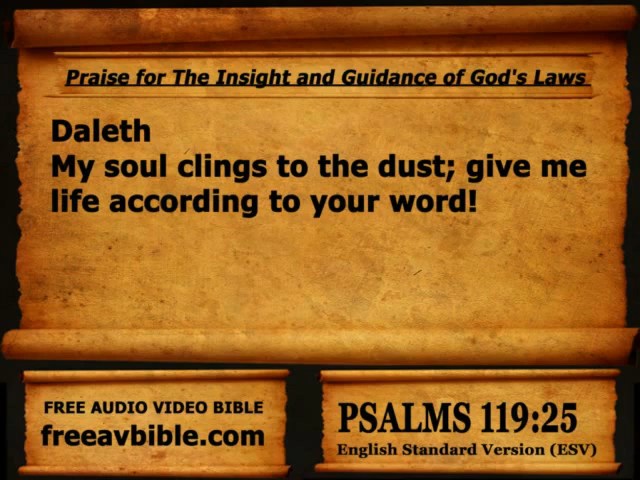 Praise for The Insight and Guidance of God's Laws
Daleth
My soul clings to the dust; give me
life according to your word!
FREE AUDIO VIDEO BIBLE
freeavbible.com
PSALMS 119:25
English Standard Version (ESV)